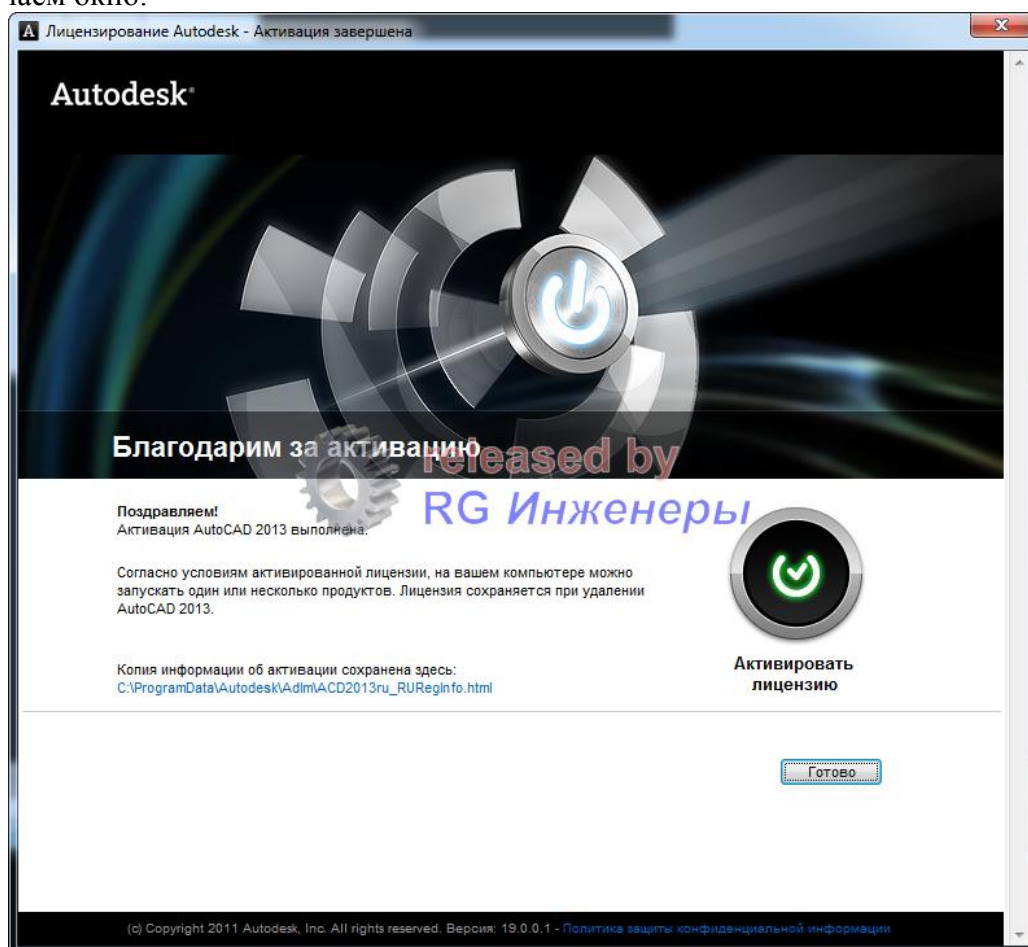 чаем окно:
Лицензирование Autodesk - Активация завершена
Autodesk®
Благодарим за активацию
released by
RG Инженеры
Поздравляем!
Активация AutoCAD 2013 выполнена.
Согласно условиям активированной лицензии, на вашем компьютере можно
запускать один или несколько продуктов. Лицензия сохраняется при удалении
AutoCAD 2013.
Активировать
лицензию
Копия информации об активации сохранена здесь:
C:\ProgramData\Autodesk\Adlm\ACD2013ru_RURegInfo.html
Готово
(c) Copyright 2011 Autodesk, Inc. All rights reserved. Версия: 19.0.0.1 - Политика защиты конфиденциальной информации